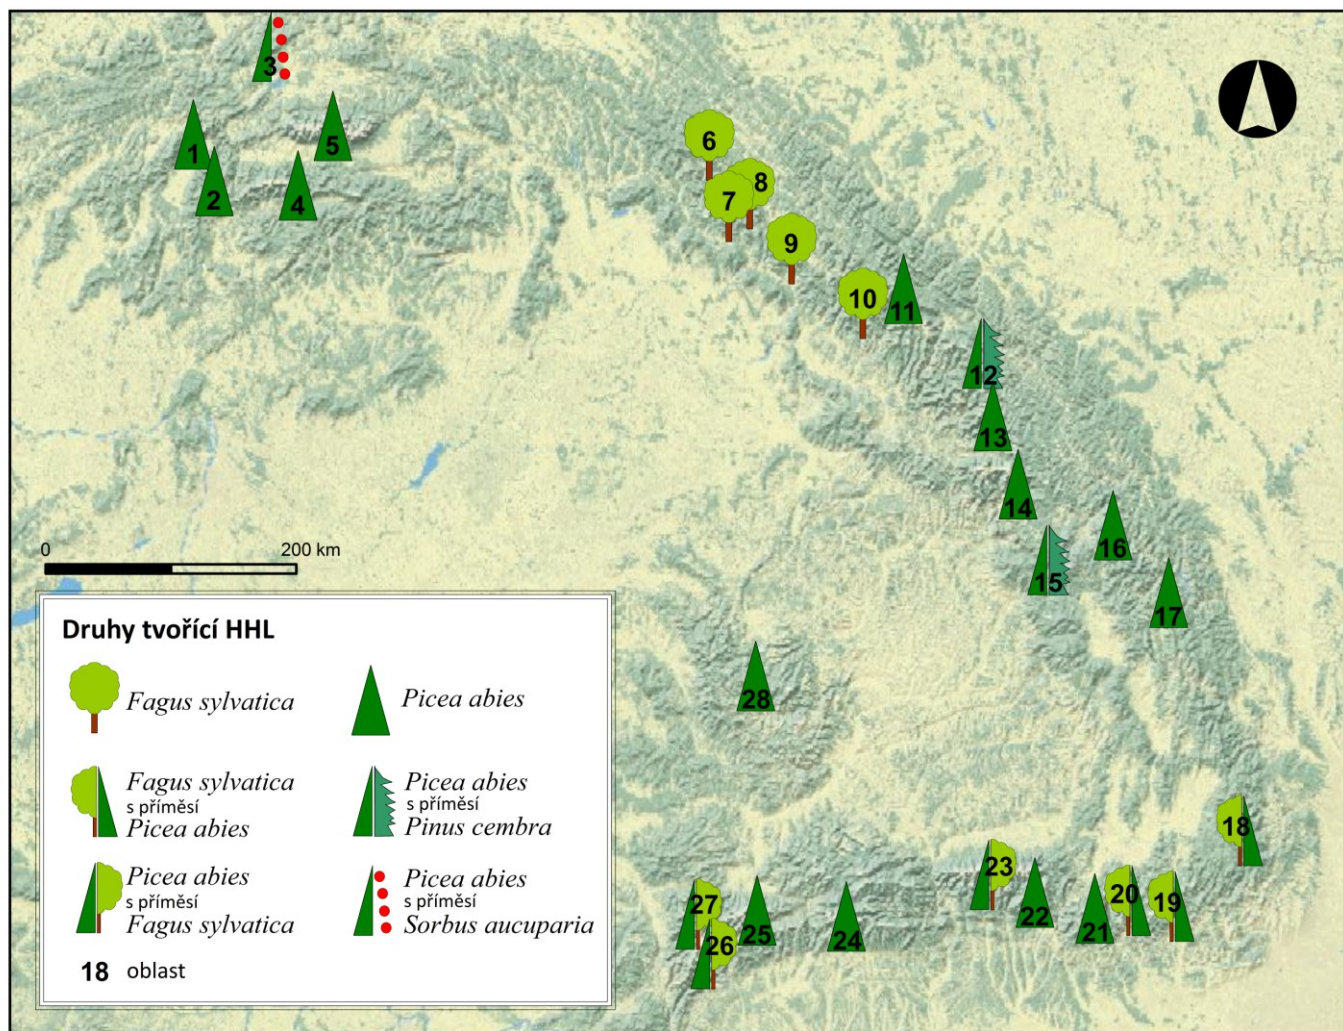 3
1
5
2
4
6
8
7
9
10
11
12
13
14
16
15
17
28
18
23
20
19
27
22
21
25
24
26
0
200 km
Druhy tvořící HHL
Fagus sylvatica
Picea abies
Fagus sylvatica
s příměsí
Picea abies
Picea abies
s příměsí
Pinus cembra
Picea abies
s příměsí
Fagus sylvatica
Picea abies
s příměsí
Sorbus aucuparia
18 oblast